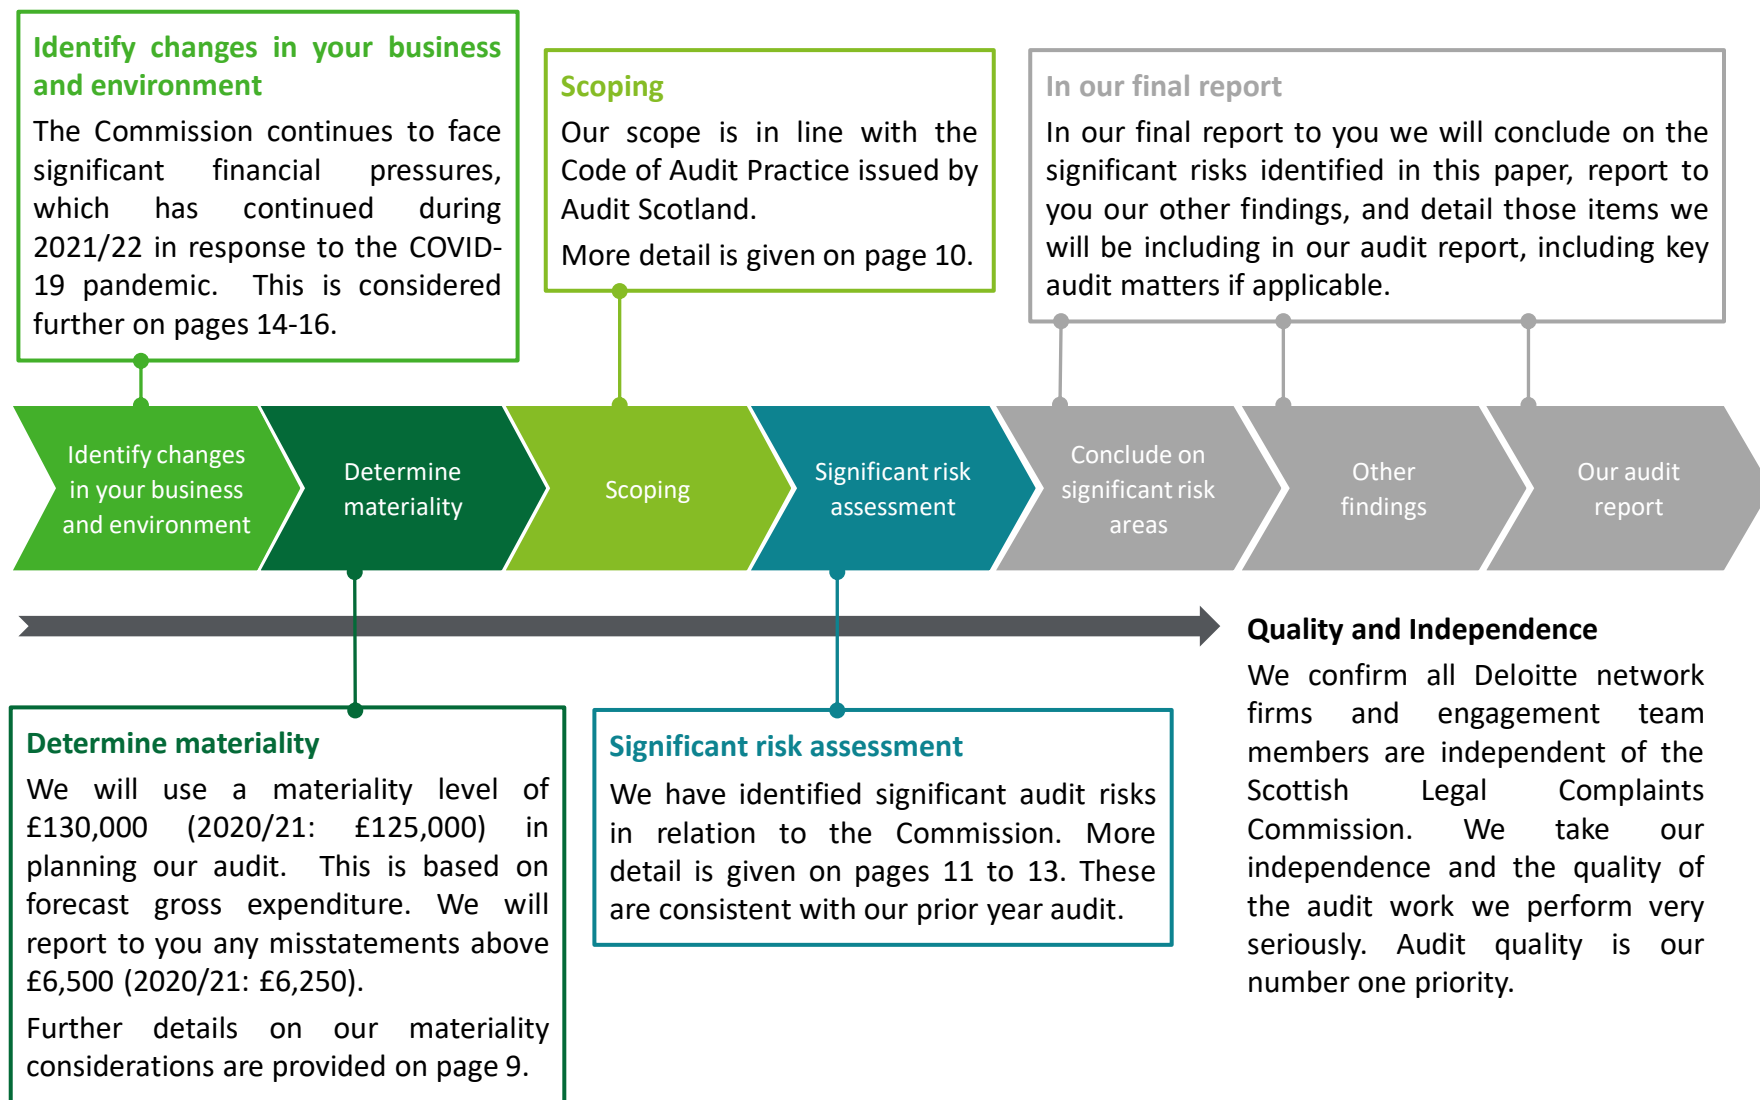 Identify changes in your business
and environment
The Commission continues to face
significant financial pressures,
which has continued during
2021/22 in response to the COVID-
19 pandemic. This is considered
further on pages 14-16.
Scoping
Our scope is in line with the
Code of Audit Practice issued by
Audit Scotland.
More detail is given on page 10.
In our final report
In our final report to you we will conclude on the
significant risks identified in this paper, report to
you our other findings, and detail those items we
will be including in our audit report, including key
audit matters if applicable.
Identify changes
in your business
and environment
Determine
materiality
Scoping
Significant risk
assessment
Conclude on
significant risk
areas
Other
findings
Our audit
report
Determine materiality
We will use a materiality level of
£130,000 (2020/21: £125,000) in
planning our audit. This is based on
forecast gross expenditure. We will
report to you any misstatements above
£6,500 (2020/21: £6,250).
Further details on our materiality
considerations are provided on page 9.
Significant risk assessment
We have identified significant audit risks
in relation to the Commission. More
detail is given on pages 11 to 13. These
are consistent with our prior year audit.
Quality and Independence
We confirm all Deloitte network
firms and engagement team
members are independent of the
Scottish Legal Complaints
Commission. We take our
independence and the quality of
the audit work we perform very
seriously. Audit quality is our
number one priority.